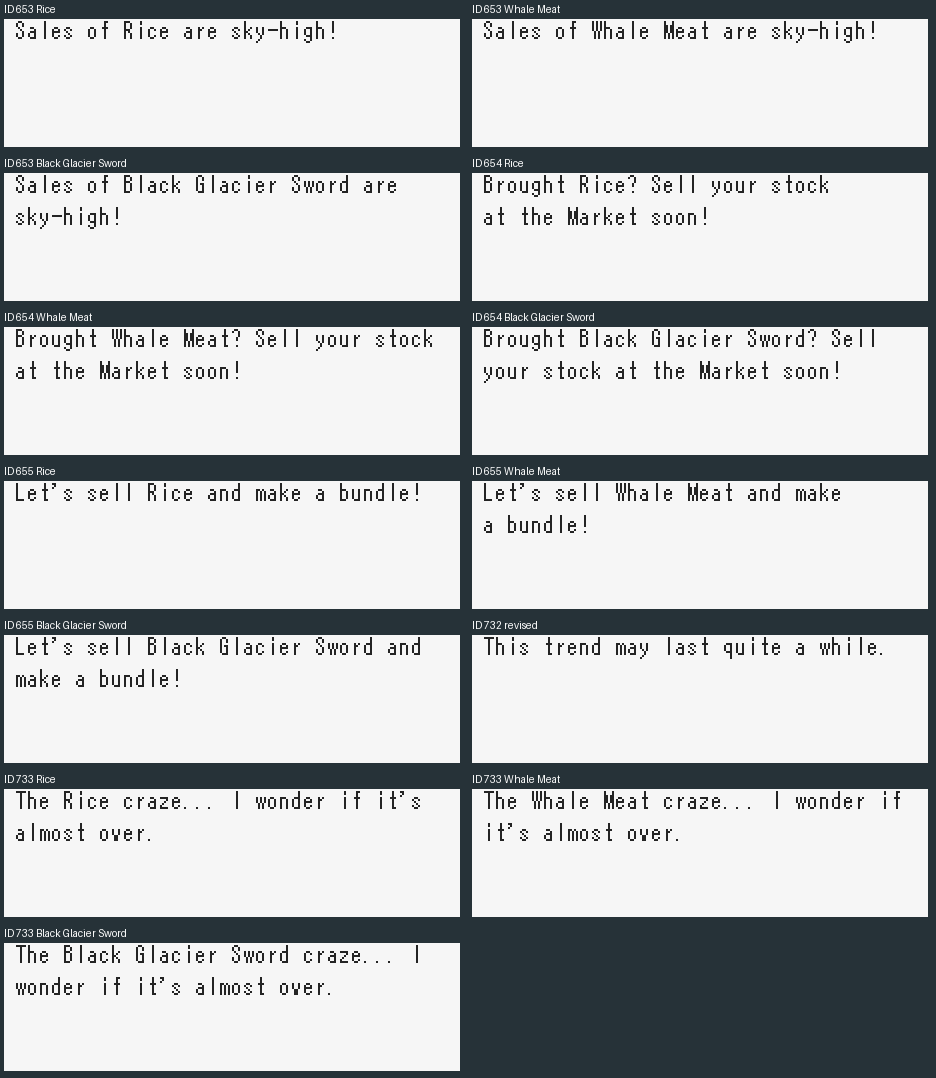 ID653 Rice
Sales of Rice are sky-high!
ID653 Whale Meat
Sales of Whale Meat are sky-high!
ID653 Black Glacier Sword
Sales of Black Glacier Sword are
sky-high!
ID654 Rice
Brought Rice? Sell your stock
at the Market soon!
ID654 Whale Meat
Brought Whale Meat? Sell your stock
at the Market soon!
ID654 Black Glacier Sword
Brought Black Glacier Sword? Sell
your stock at the Market soon!
ID655 Rice
Let's sell Rice and make a bundle!
ID655 Whale Meat
Let's sell Whale Meat and make
a bundle!
ID655 Black Glacier Sword
Let's sell Black Glacier Sword and
make a bundle!
ID732 revised
This trend may last quite a while.
ID733 Rice
The Rice craze... I wonder if it's
almost over.
ID733 Whale Meat
The Whale Meat craze... I wonder if
it's almost over.
ID733 Black Glacier Sword
The Black Glacier Sword craze... I
wonder if it's almost over.